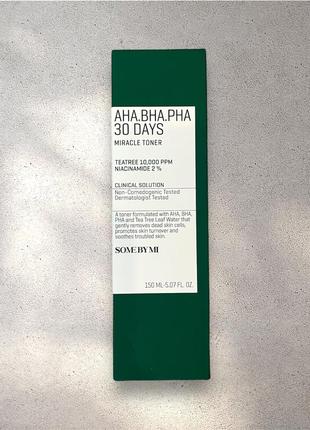 AHA.BHA.PHA
30 DAYS
MIRACLE TONER
TEATREE 10,000 PPM
NIACINAMIDE 2 %
CLINICAL SOLUTION
Non-Comedogenic Tested
Dermatologist Tested
A toner formulated with AHA, BHA,
PHA and Tea Tree Leaf Water that
gently removes dead skin cells,
promotes skin turnover and
soothes troubled skin.
SOME BY MI
150 ML-5.07 FL. OZ.